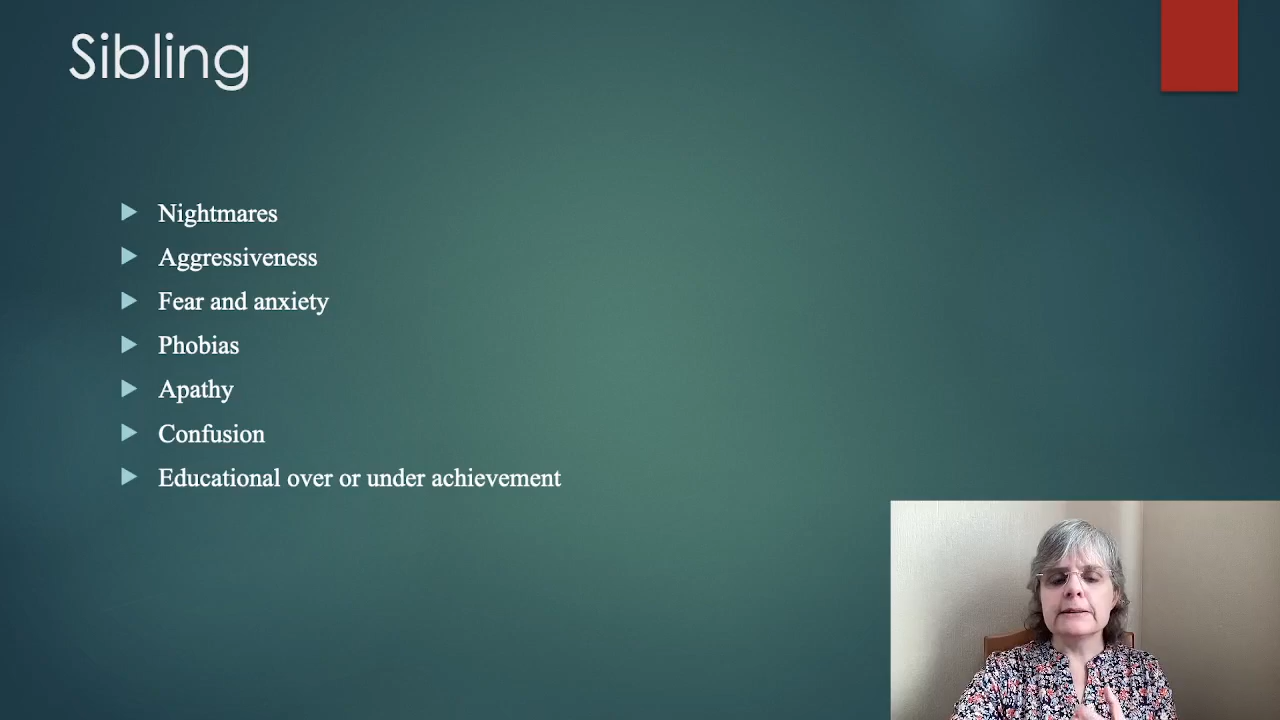 Sibling
Nightmares
Aggressiveness
Fear and anxiety
Phobias
Apathy
Confusion
Educational over or under achievement